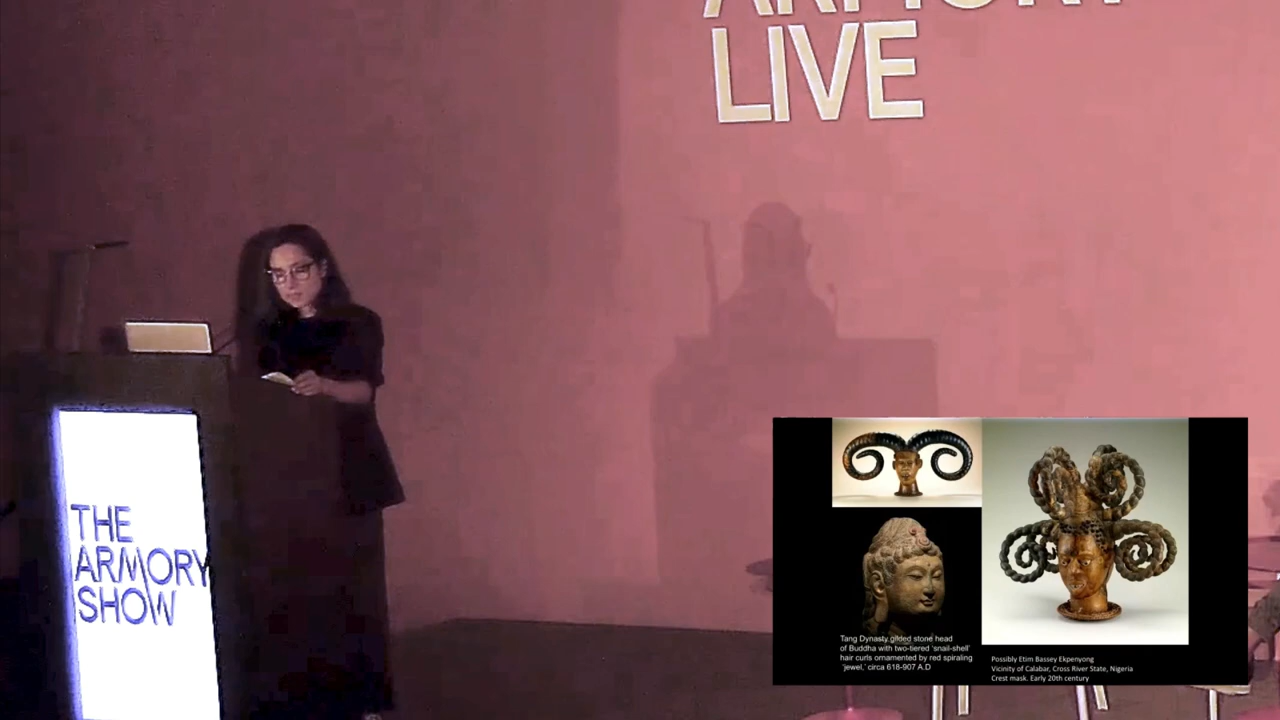 LIVE
THE
ARMORY
SHOW
Tang Dynasty gilded stone head
of Buddha with two-tiered 'snail-shell'
hair curls ornamented by red spiraling
'jewel,' circa 618-907 A.D
Possibly Etim Bassey Ekpenyong
Vicinity of Calabar, Cross River State, Nigeria
Crest mask. Early 20th century